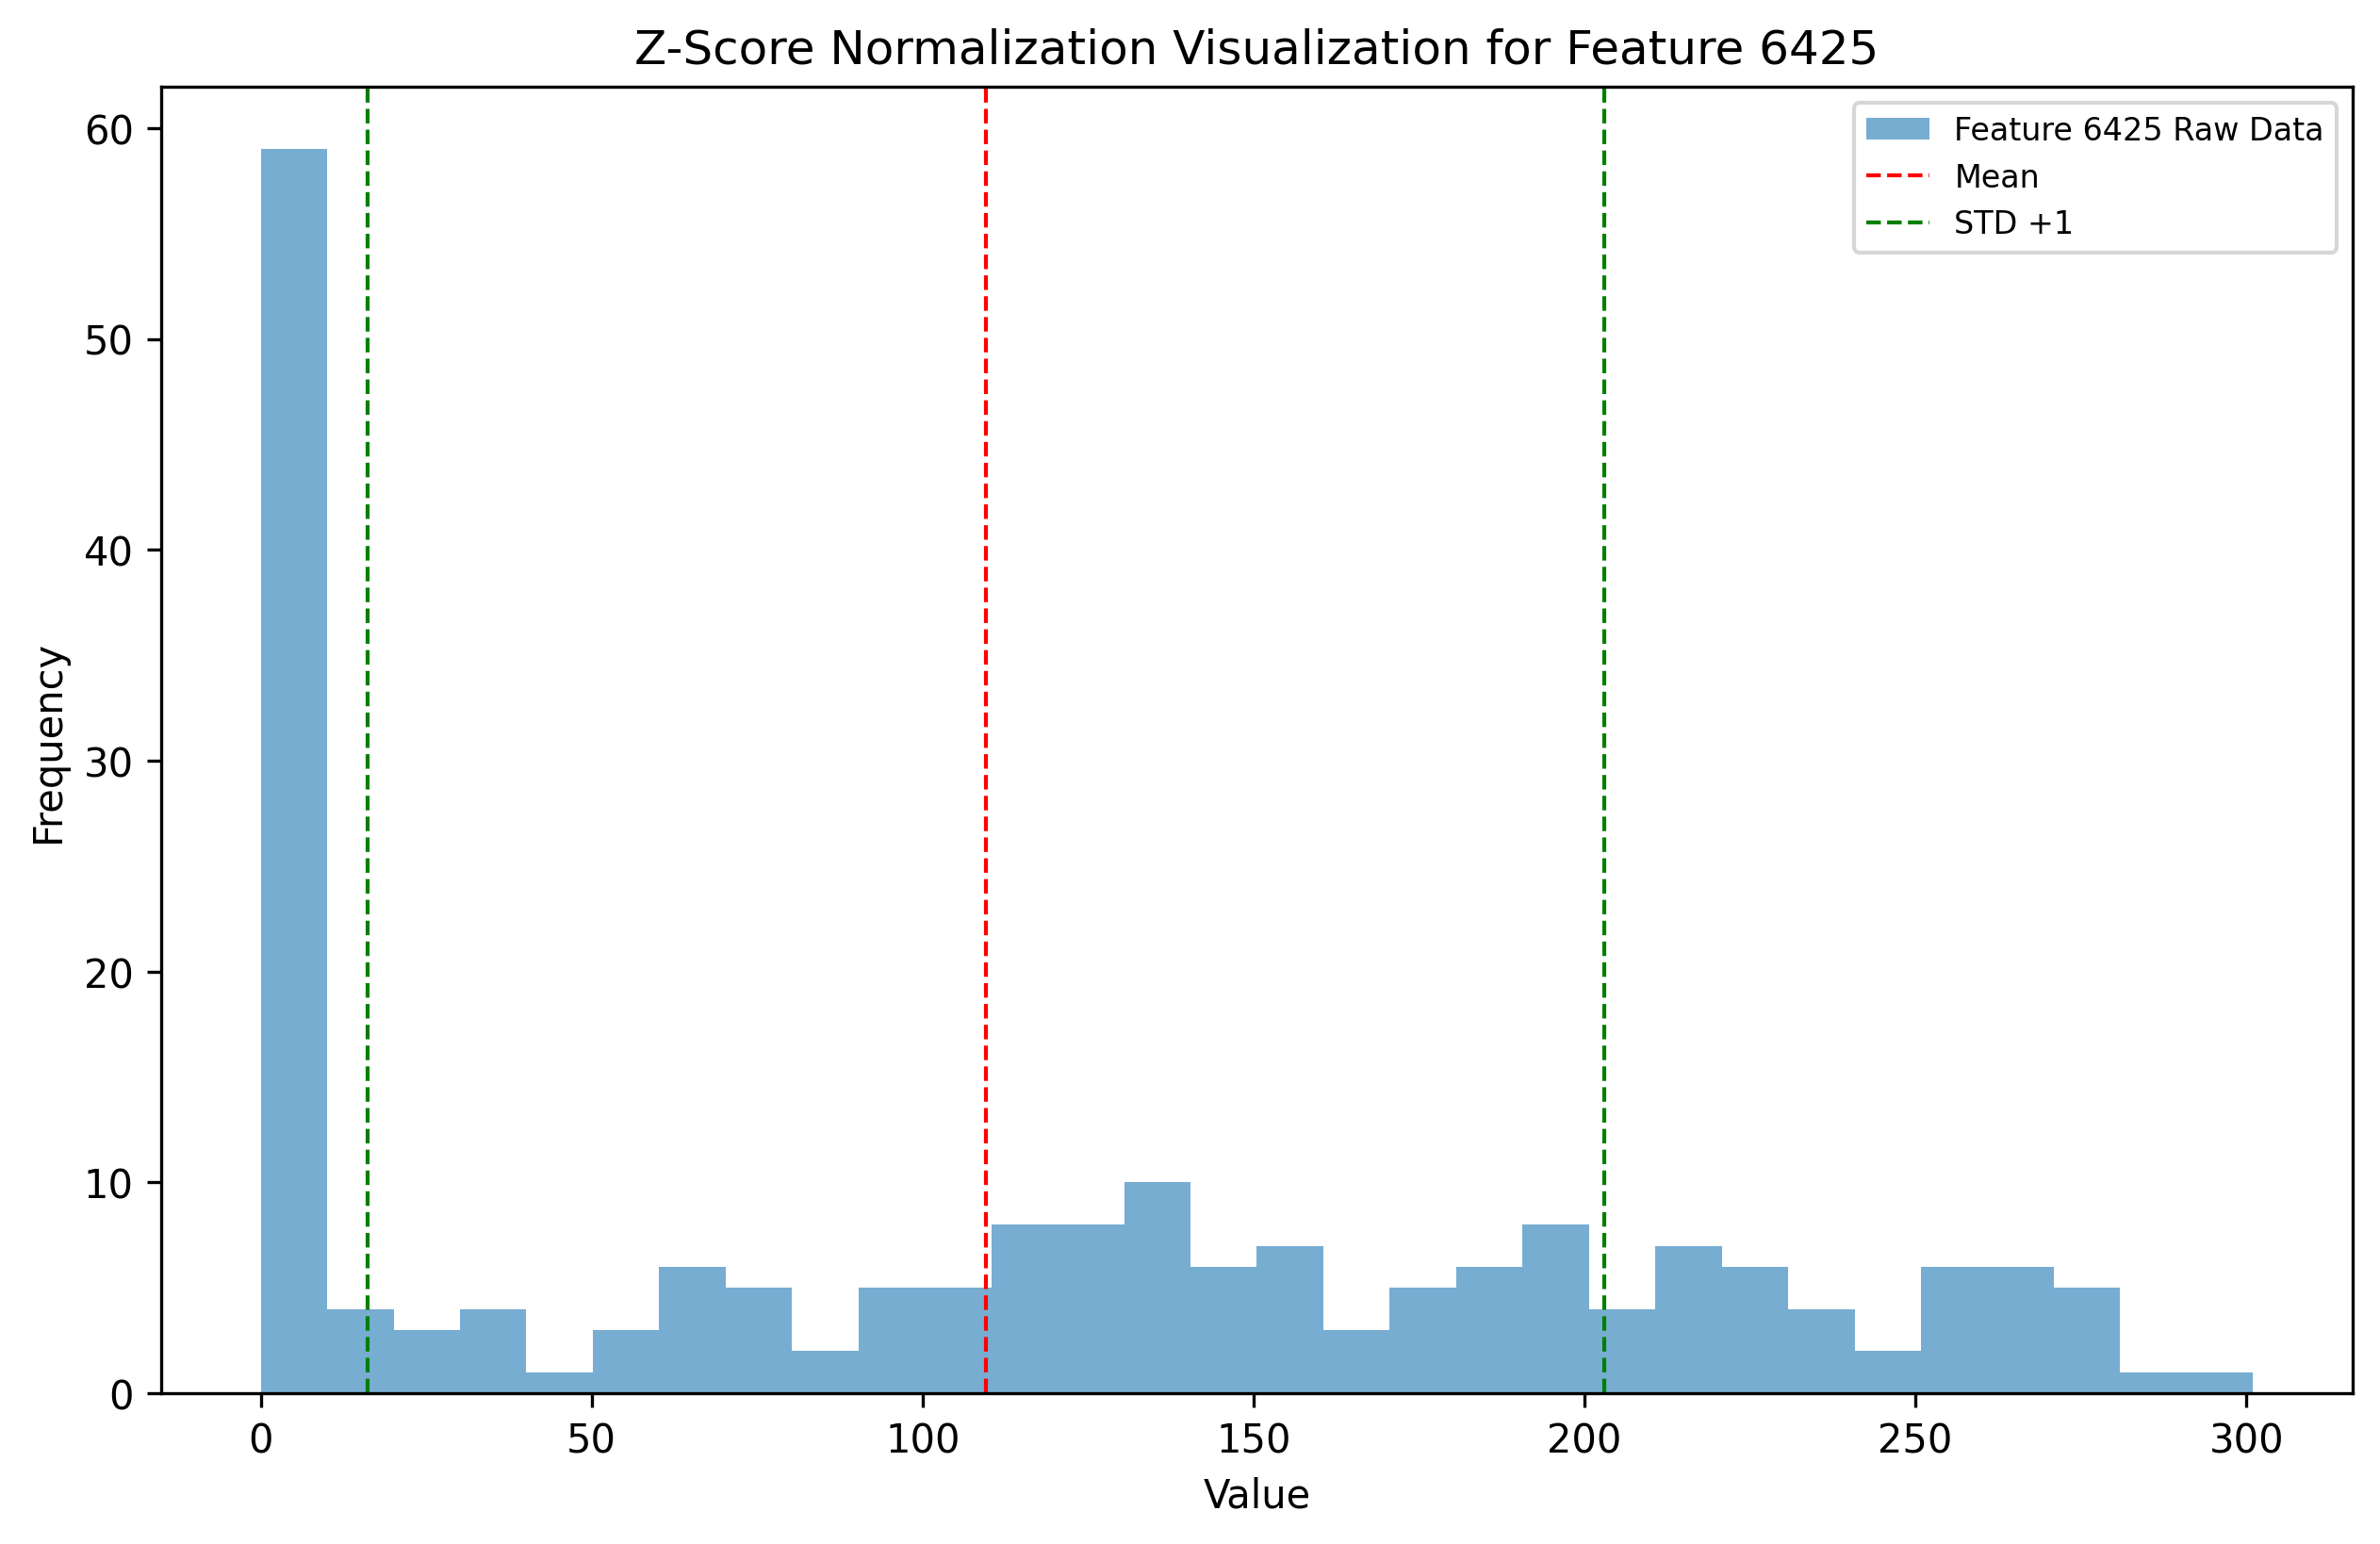 Z-Score Normalization Visualization for Feature 6425
Feature 6425 Raw Data
Mean
STD +1
60
50
40
30
20
10
0
Frequency
0 50 100 150 200 250 300
Value